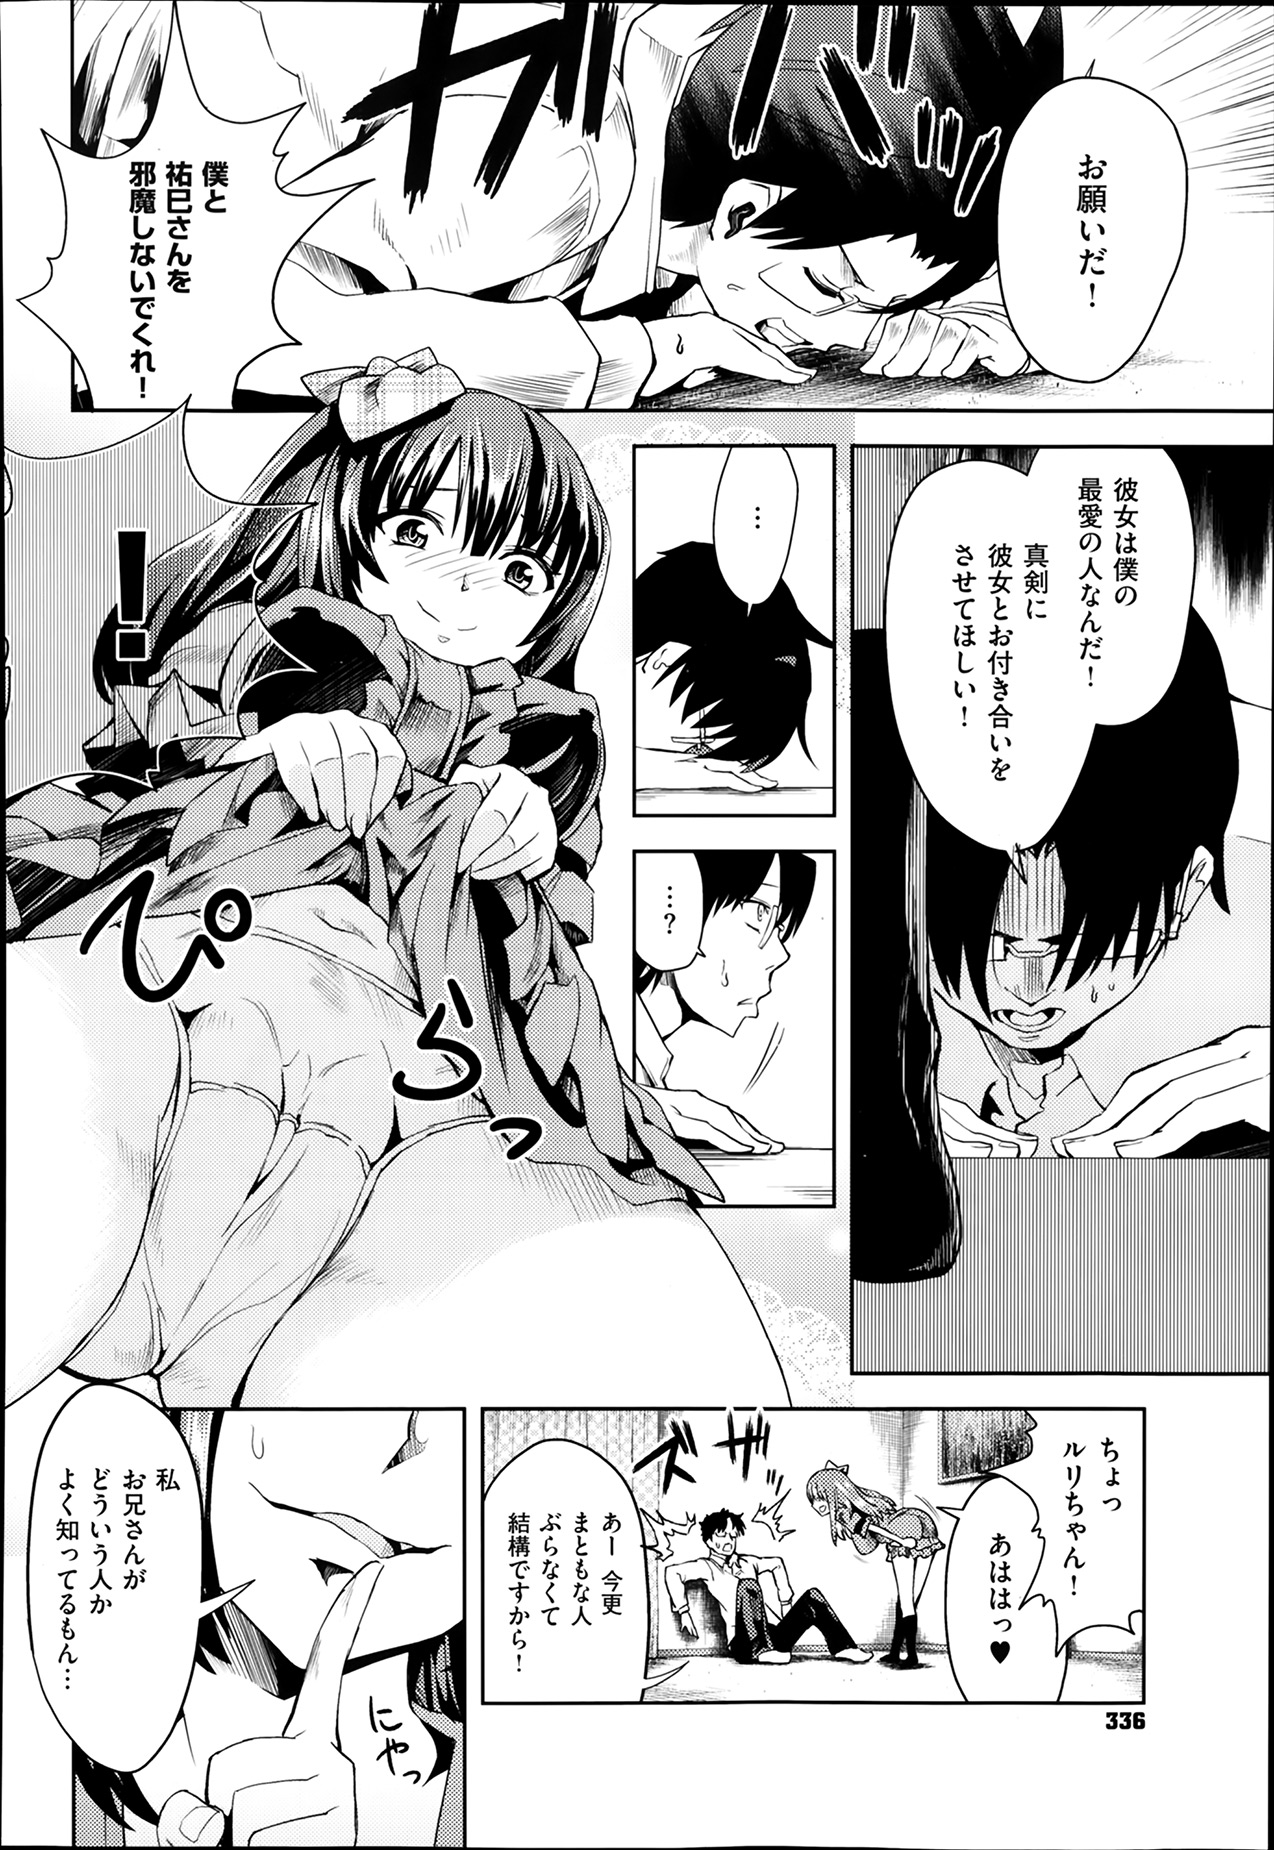 お願いだ！
ガバッ
僕と
祐巳さんを
邪魔しないでくれ！
彼女は僕の
最愛の人なんだ！
真剣に
彼女とお付き合いを
させてほしい！
…
…？
！
ぴらっ
ちょっ
ルリちゃん！
あははっ♥
ズザザ
あー 今更
まともな人
ぶらなくて
結構ですから！
私
お兄さんが
どういう人か
よく知ってるもん…
にやっ
336